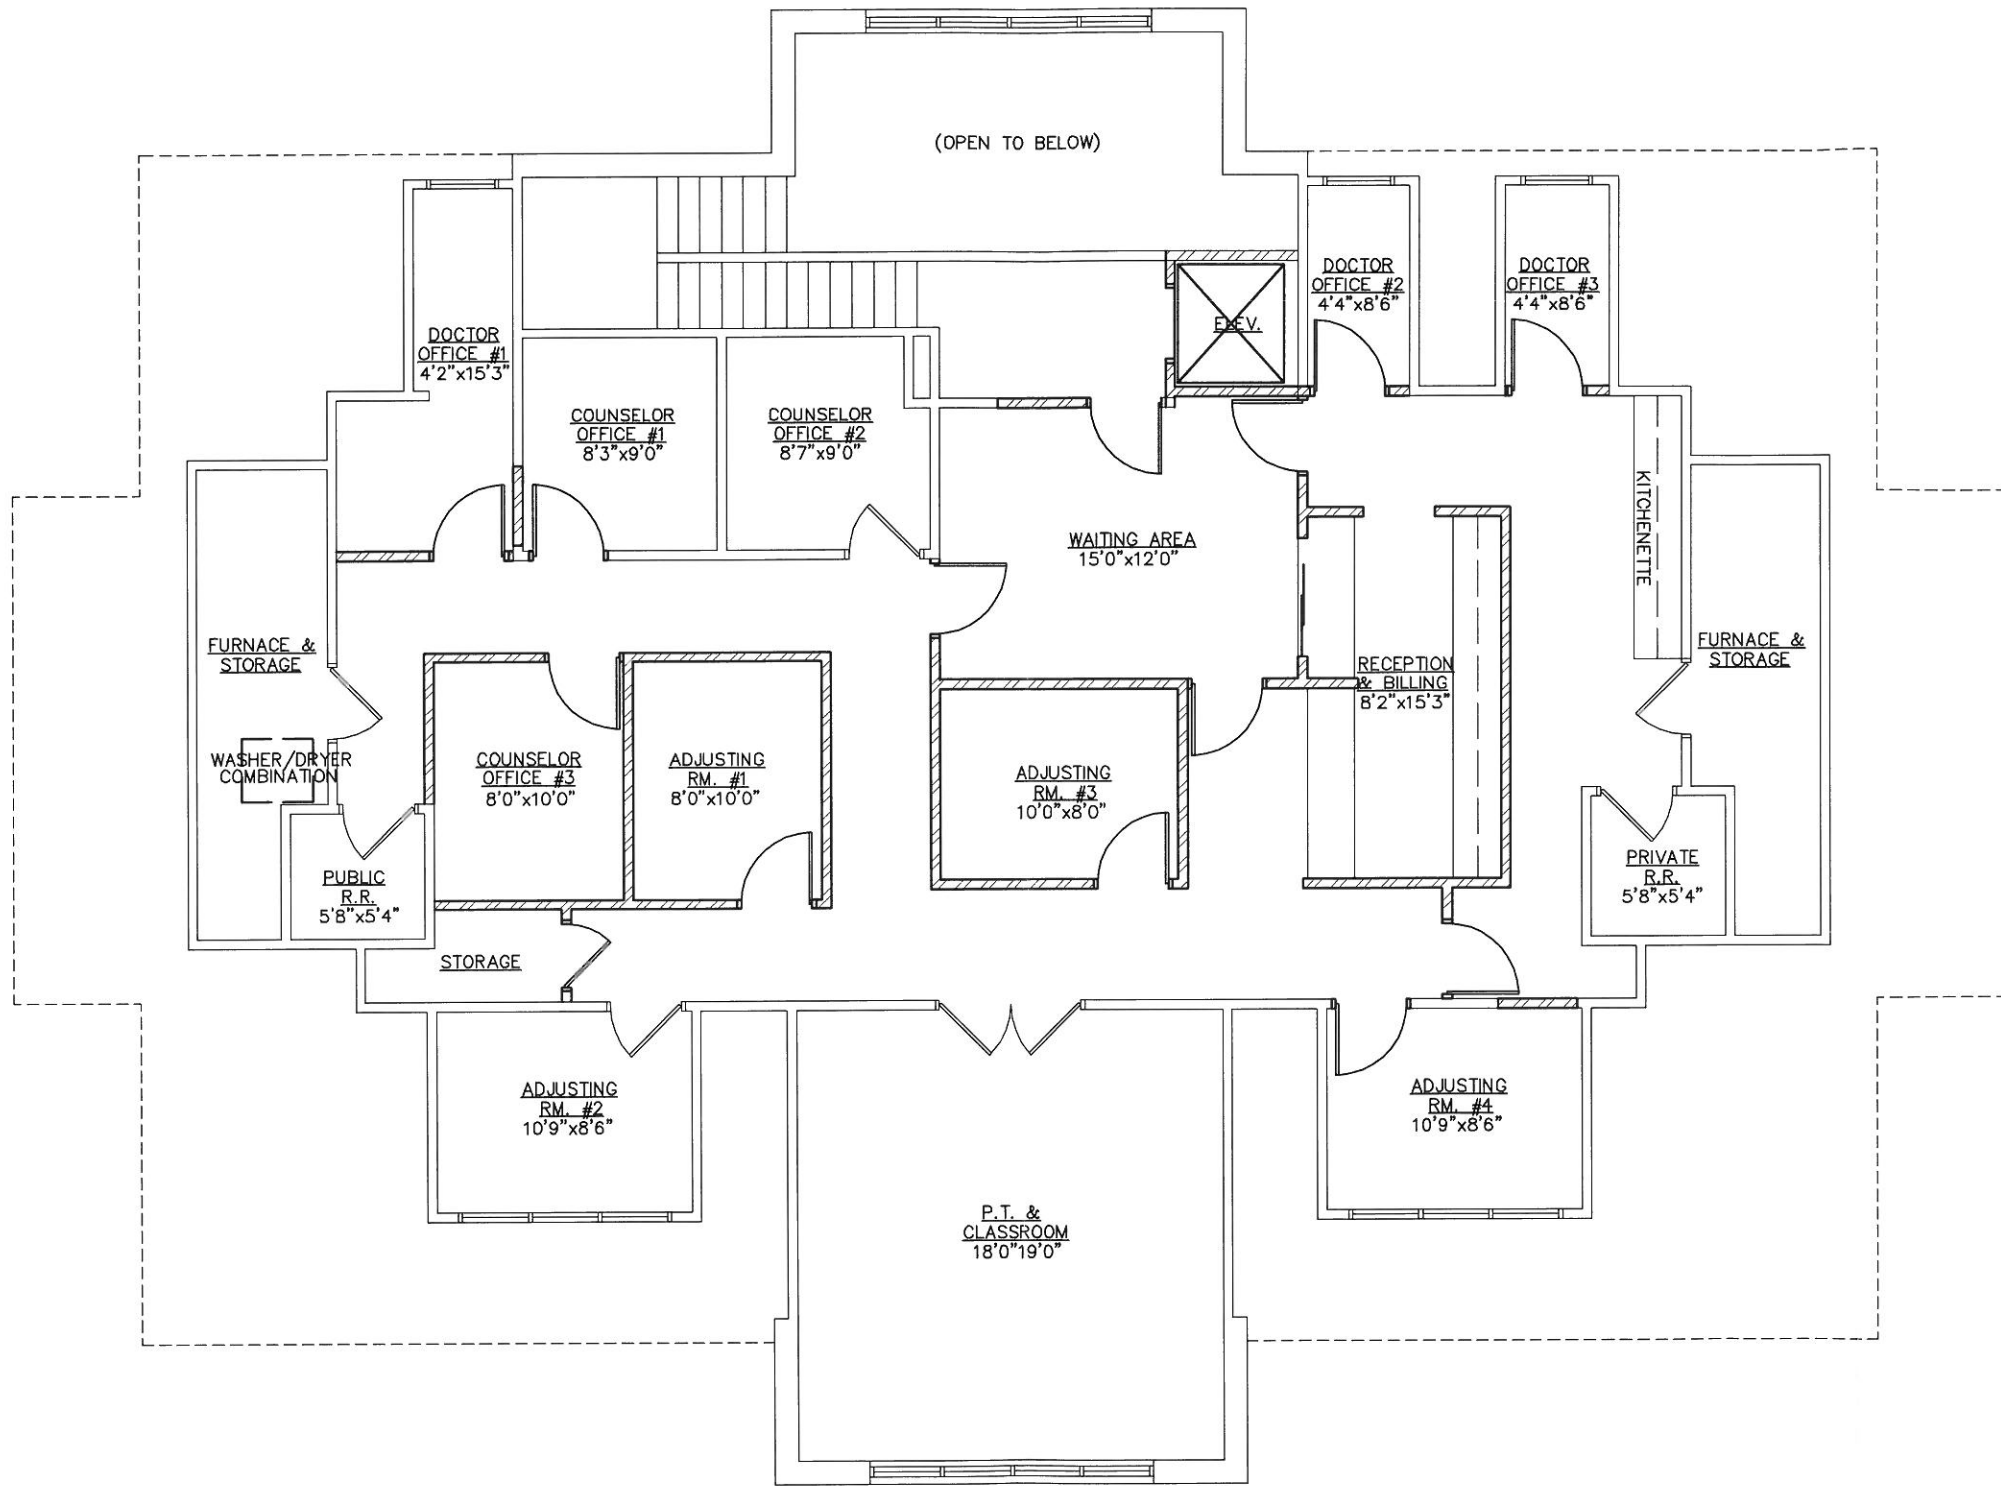 (OPEN TO BELOW)
DOCTOR
OFFICE #1
4'2"x15'3"
COUNSELOR
OFFICE #1
8'3"x9'0"
COUNSELOR
OFFICE #2
8'7"x9'0"
ELEV.
DOCTOR
OFFICE #2
4'4"x8'6"
DOCTOR
OFFICE #3
4'4"x8'6"
WAITING AREA
15'0"x12'0"
KITCHENETTE
FURNACE &
STORAGE
WASHER/DRYER
COMBINATION
COUNSELOR
OFFICE #3
8'0"x10'0"
ADJUSTING
RM. #1
8'0"x10'0"
ADJUSTING
RM. #3
10'0"x8'0"
RECEPTION
& BILLING
8'2"x15'3"
FURNACE &
STORAGE
PUBLIC
R.R.
5'8"x5'4"
PRIVATE
R.R.
5'8"x5'4"
STORAGE
ADJUSTING
RM. #2
10'9"x8'6"
P.T. &
CLASSROOM
18'0"19'0"
ADJUSTING
RM. #4
10'9"x8'6"